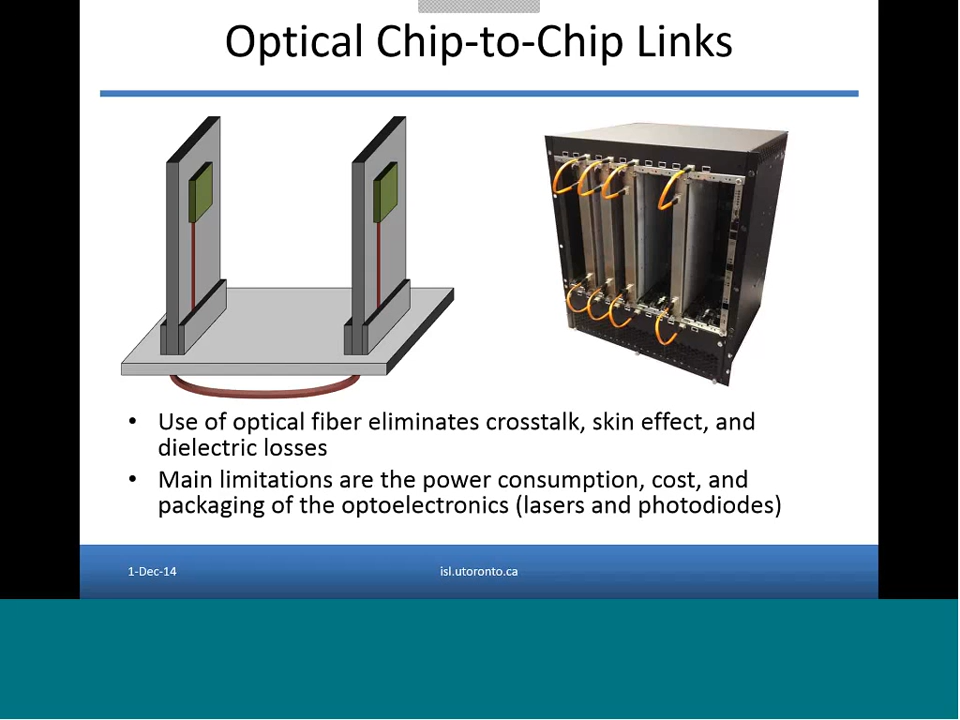 Optical Chip-to-Chip Links
• Use of optical fiber eliminates crosstalk, skin effect, and
dielectric losses
• Main limitations are the power consumption, cost, and
packaging of the optoelectronics (lasers and photodiodes)
1-Dec-14
isl.utoronto.ca